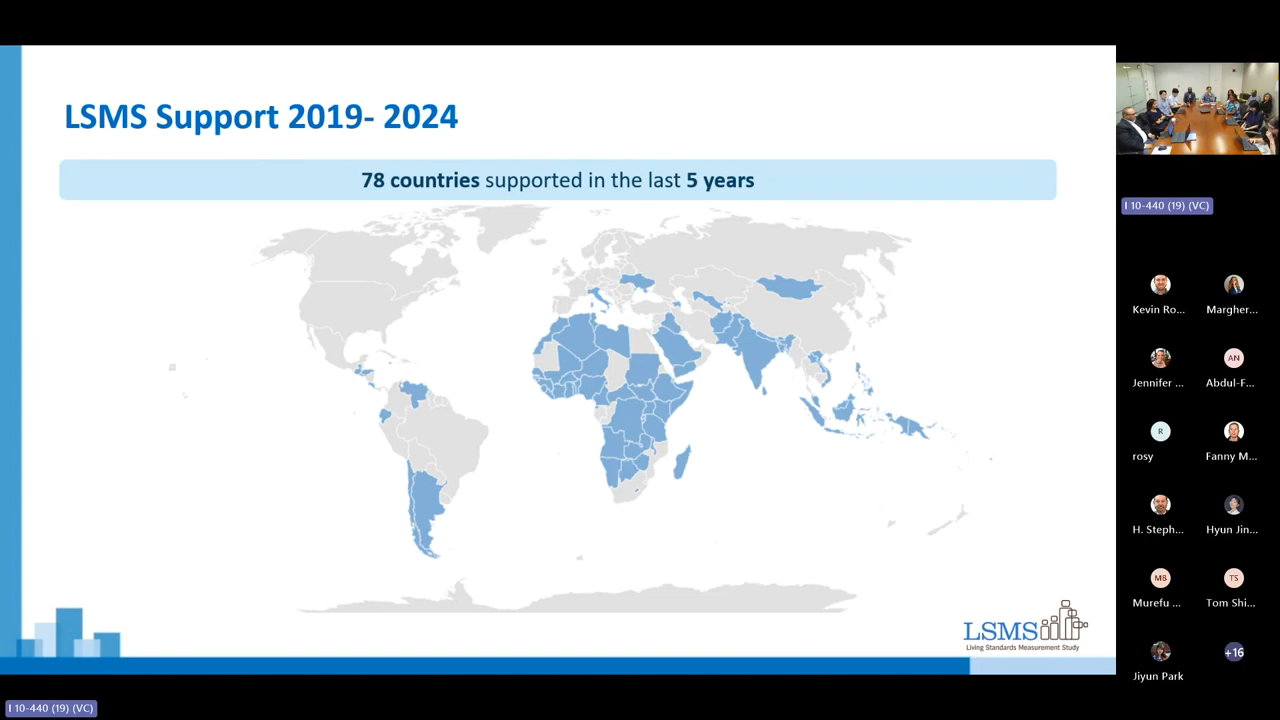 LSMS Support 2019- 2024
78 countries supported in the last 5 years
LSMS
Living Standards Measurement Study
I 10-440 (19) (VC)
Kevin Ro...
Margher...
Jennifer ...
AN
Abdul-F...
R
rosy
Fanny M...
H. Steph...
Hyun Jin...
MB
Murefu ...
TS
Tom Shi...
Jiyun Park
+16
I 10-440 (19) (VC)